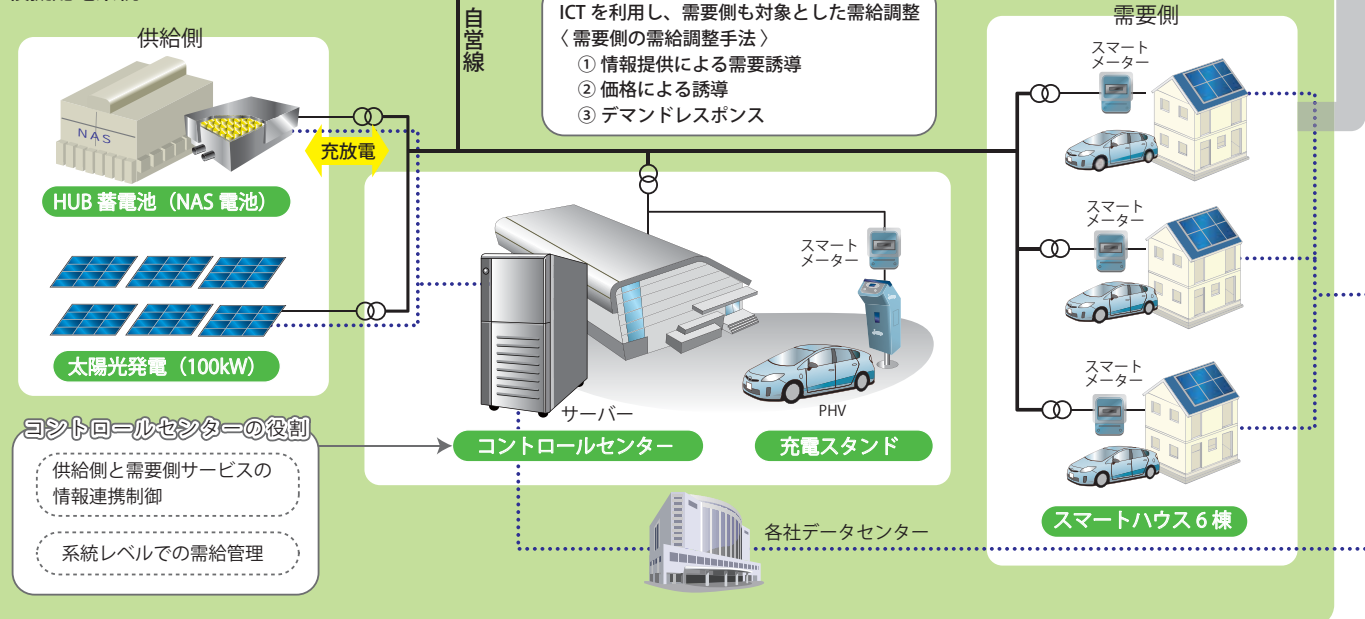 自営線
ICT を利用し、需要側も対象とした需給調整
〈 需要側の需給調整手法 〉
① 情報提供による需要誘導
② 価格による誘導
③ デマンドレスポンス
供給側
NAS
充放電
HUB 蓄電池（NAS 電池）
太陽光発電（100kW）
コントロールセンターの役割
供給側と需要側サービスの
情報連携制御
系統レベルでの需給管理
スマート
メーター
サーバー
PHV
コントロールセンター
充電スタンド
各社データセンター
需要側
スマート
メーター
スマート
メーター
スマート
メーター
スマートハウス 6 棟